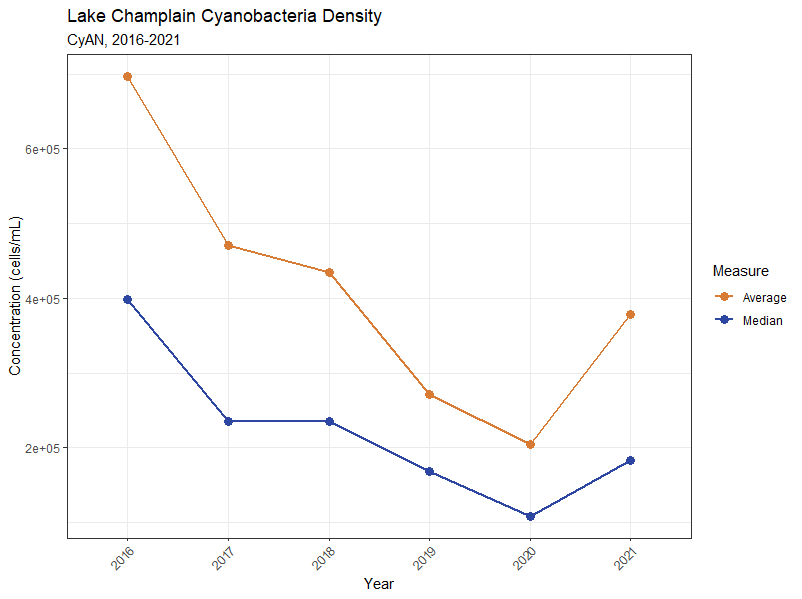 Lake Champlain Cyanobacteria Density
CyAN, 2016-2021
Concentration (cells/mL)
6e+05
4e+05
2e+05
2016
2017
2018
2019
2020
2021
Year
Measure
Average
Median